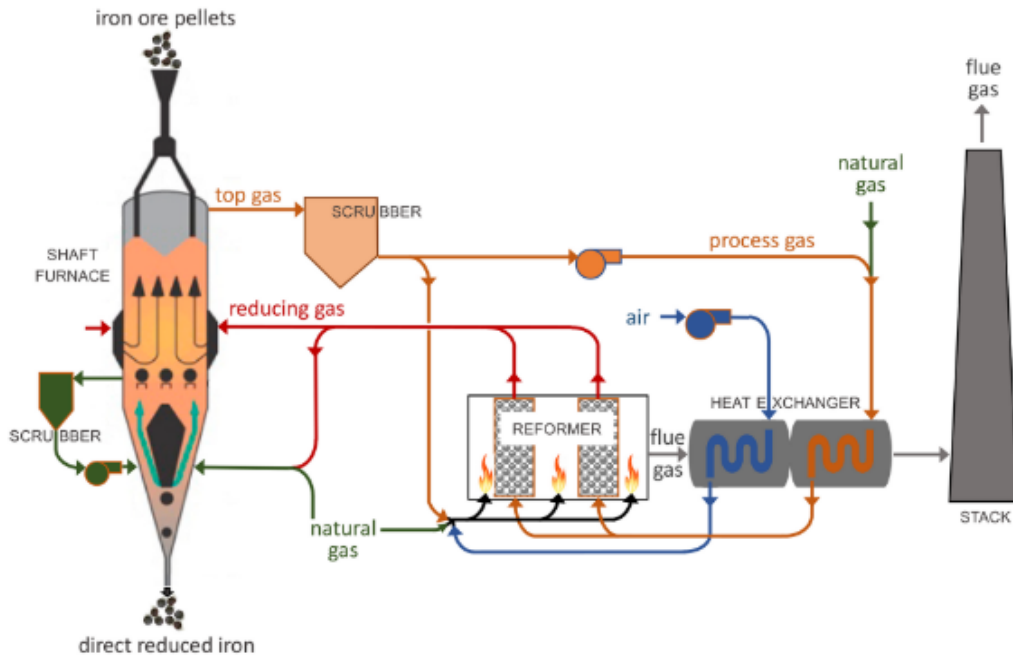 iron ore pellets
flue
gas
natural
gas
top gas
SCRUBBER
process gas
SHAFT
FURNACE
reducing gas
air
HEAT EXCHANGER
SCRUBBER
REFORMER
flue
gas
natural
gas
STACK
direct reduced iron